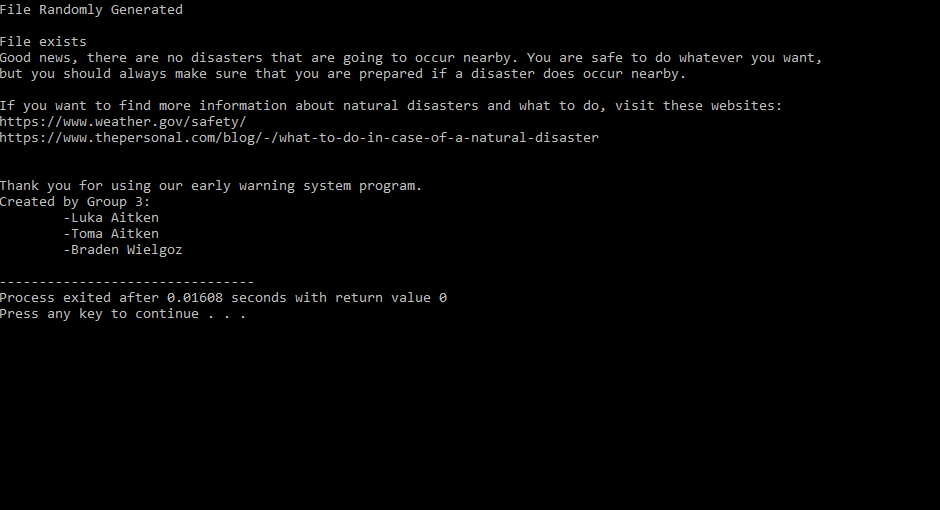 File Randomly Generated
File exists
Good news, there are no disasters that are going to occur nearby. You are safe to do whatever you want,
but you should always make sure that you are prepared if a disaster does occur nearby.
If you want to find more information about natural disasters and what to do, visit these websites:
https://www.weather.gov/safety/
https://www.thepersonal.com/blog/-/what-to-do-in-case-of-a-natural-disaster
Thank you for using our early warning system program.
Created by Group 3:
-Luka Aitken
-Toma Aitken
-Braden Wielgoz
--------------------------------
Process exited after 0.01608 seconds with return value 0
Press any key to continue . . .